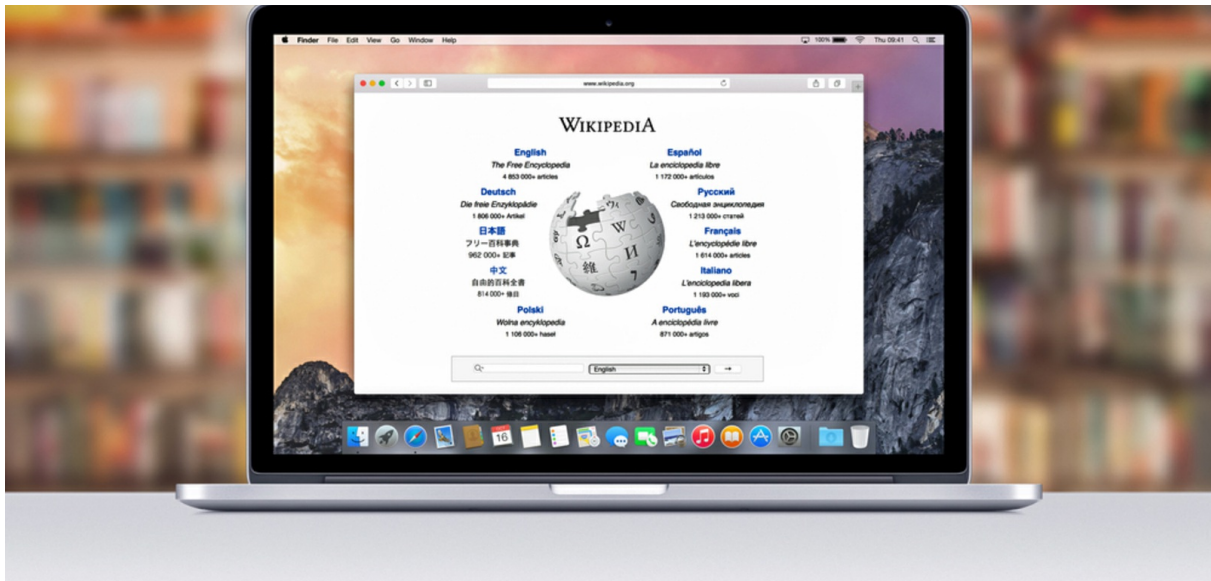 Finder File Edit View Go Window Help
100% Thu 09:41
www.wikipedia.org
WIKIPEDIA
English
The Free Encyclopedia
4 853 000+ articles
Español
La enciclopedia libre
1 172 000+ artículos
Deutsch
Die freie Enzyklopädie
1 806 000+ Artikel
Русский
Свободная энциклопедия
1 213 000+ статей
日本語
フリー百科事典
962 000+ 記事
Français
L'encyclopédie libre
1 614 000+ articles
中文
自由的百科全書
814 000+ 條目
Italiano
L'enciclopedia libera
1 193 000+ voci
Polski
Wolna encyklopedia
1 106 000+ haseł
Português
A enciclopédia livre
871 000+ artigos
Ω W И
維 7
English
16